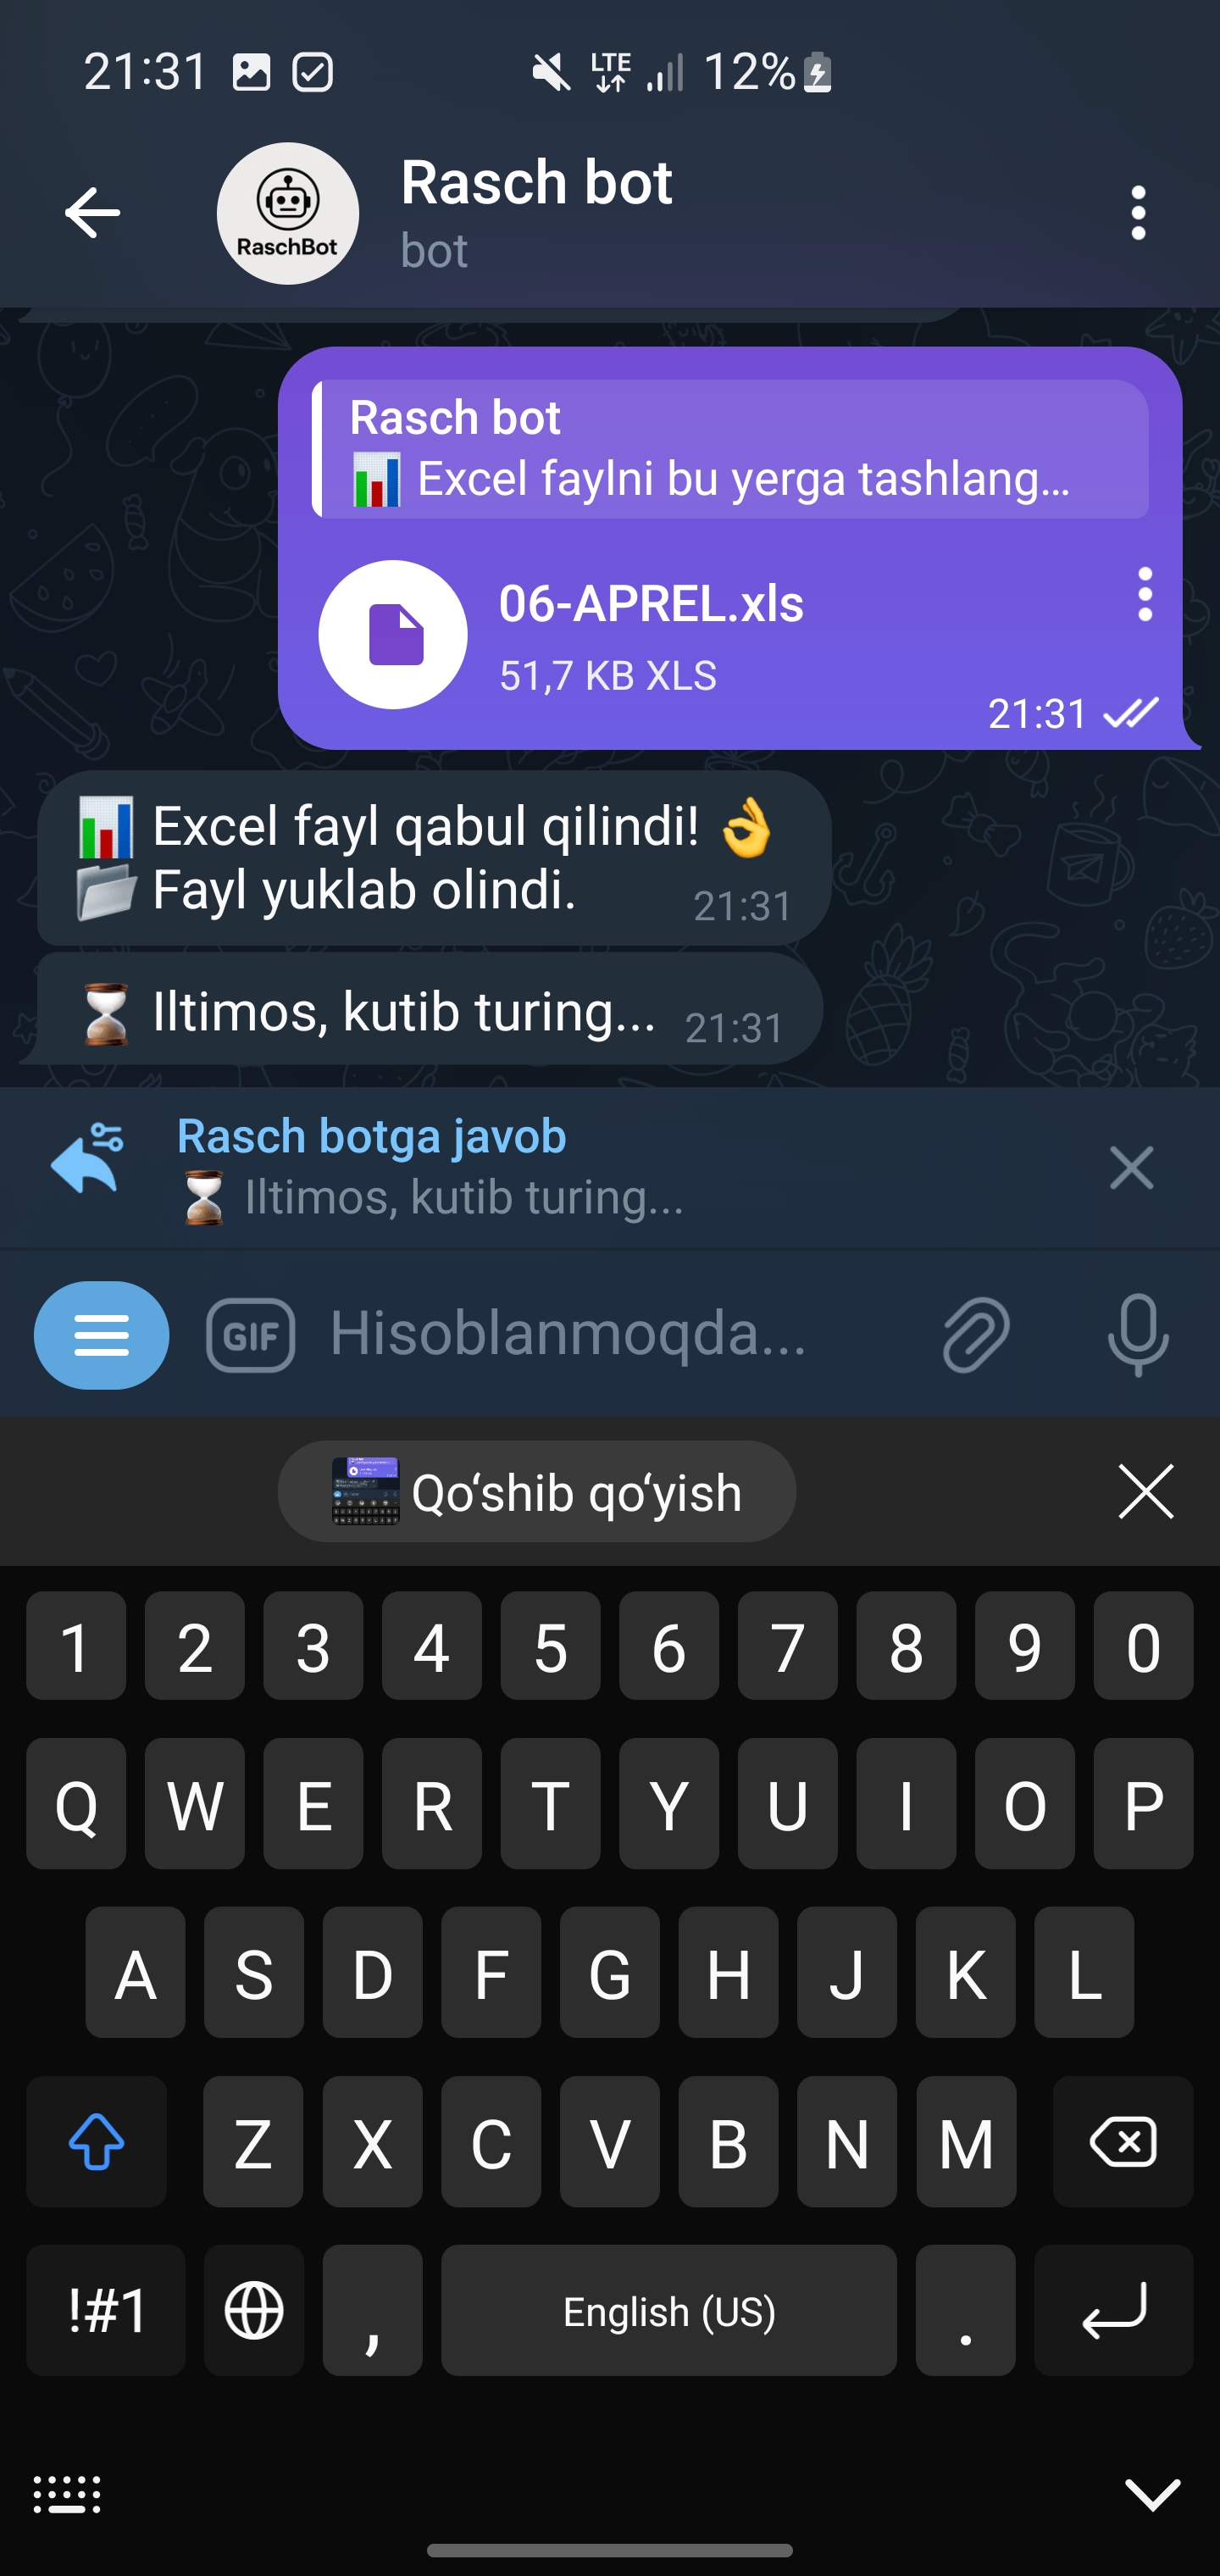 21:31 LTE 12%
RaschBot
Rasch bot
bot
Rasch bot
📊 Excel faylni bu yerga tashlang...
06-APREL.xls
51,7 KB XLS
21:31
📊 Excel fayl qabul qilindi! 👌
📁 Fayl yuklab olindi. 21:31
⏳ Iltimos, kutib turing... 21:31
Rasch botga javob
⏳ Iltimos, kutib turing...
GIF Hisoblanmoqda...
Qo‘shib qo‘yish
1 2 3 4 5 6 7 8 9 0
Q W E R T Y U I O P
A S D F G H J K L
Z X C V B N M
!#1 , English (US) .